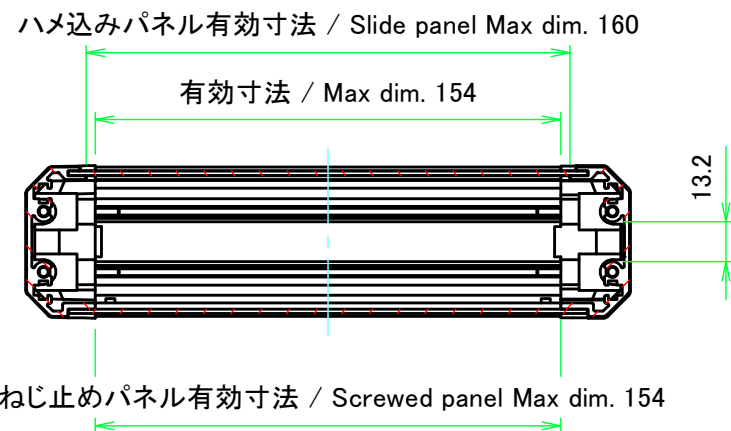 ハメ込みパネル有効寸法 / Slide panel Max dim. 160
有効寸法 / Max dim. 154
13.2
ねじ止めパネル有効寸法 / Screwed panel Max dim. 154